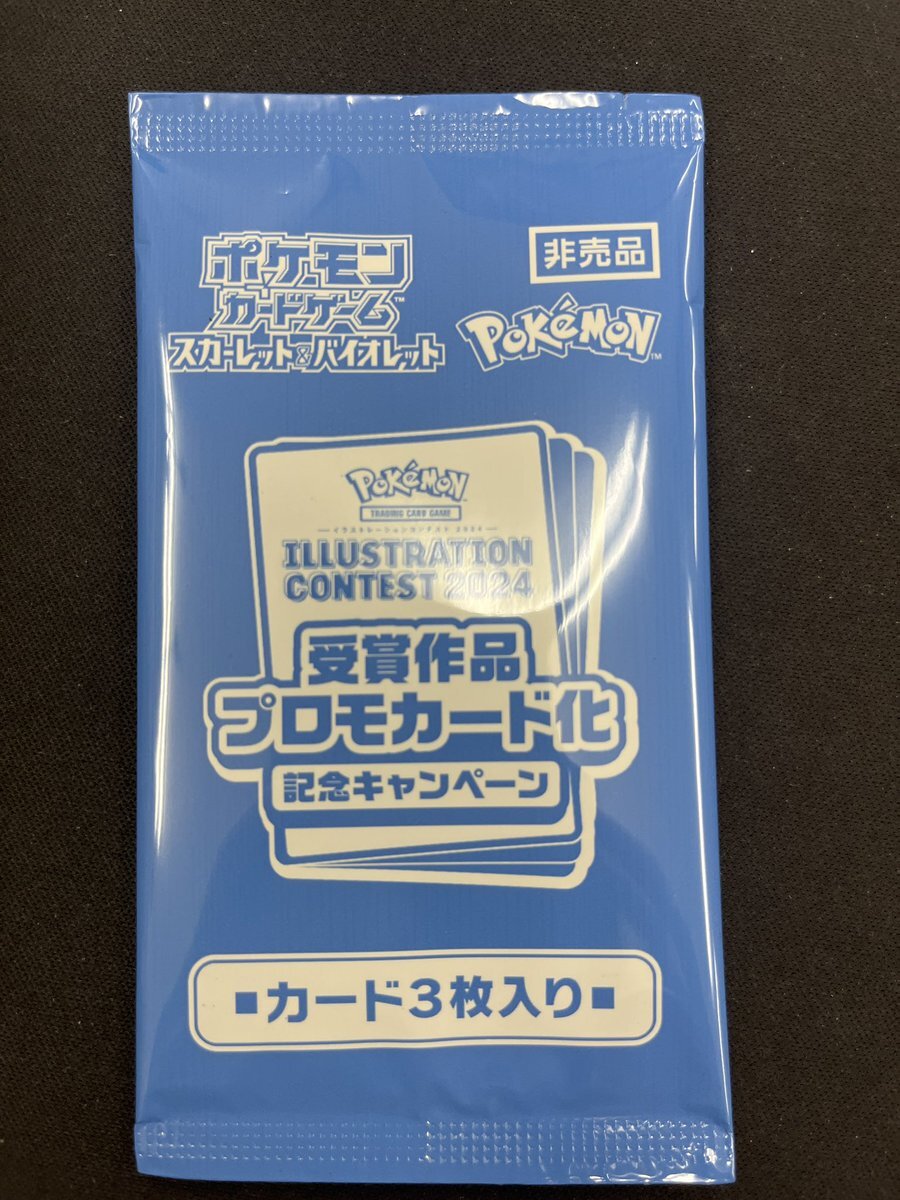 ポケモン
カードゲーム™
スカーレット&バイオレット
非売品
POKéMON™
POKéMON
TRADING CARD GAME
イラストレーションコンテスト 2024
ILLUSTRATION
CONTEST 2024
受賞作品
プロモカード化
記念キャンペーン
■カード3枚入り■